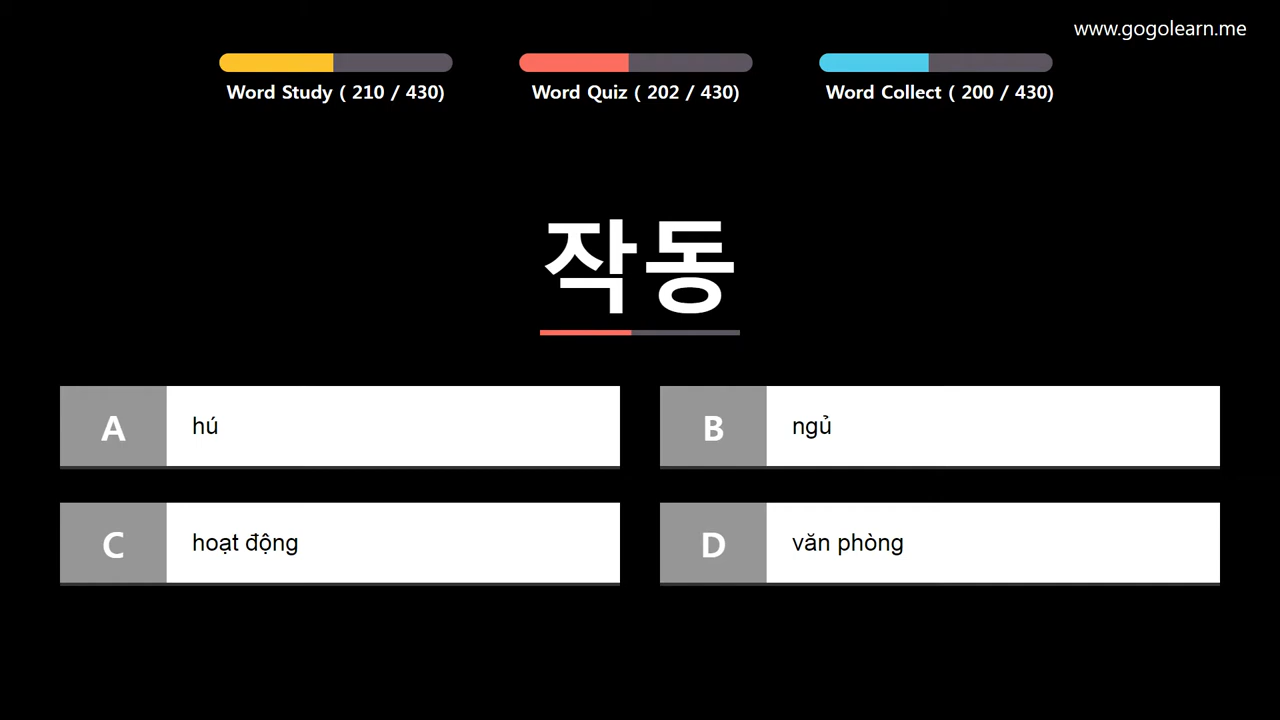 www.gogolearn.me
Word Study ( 210 / 430)
Word Quiz ( 202 / 430)
Word Collect ( 200 / 430)
작동
A hú
B ngủ
C hoạt động
D văn phòng